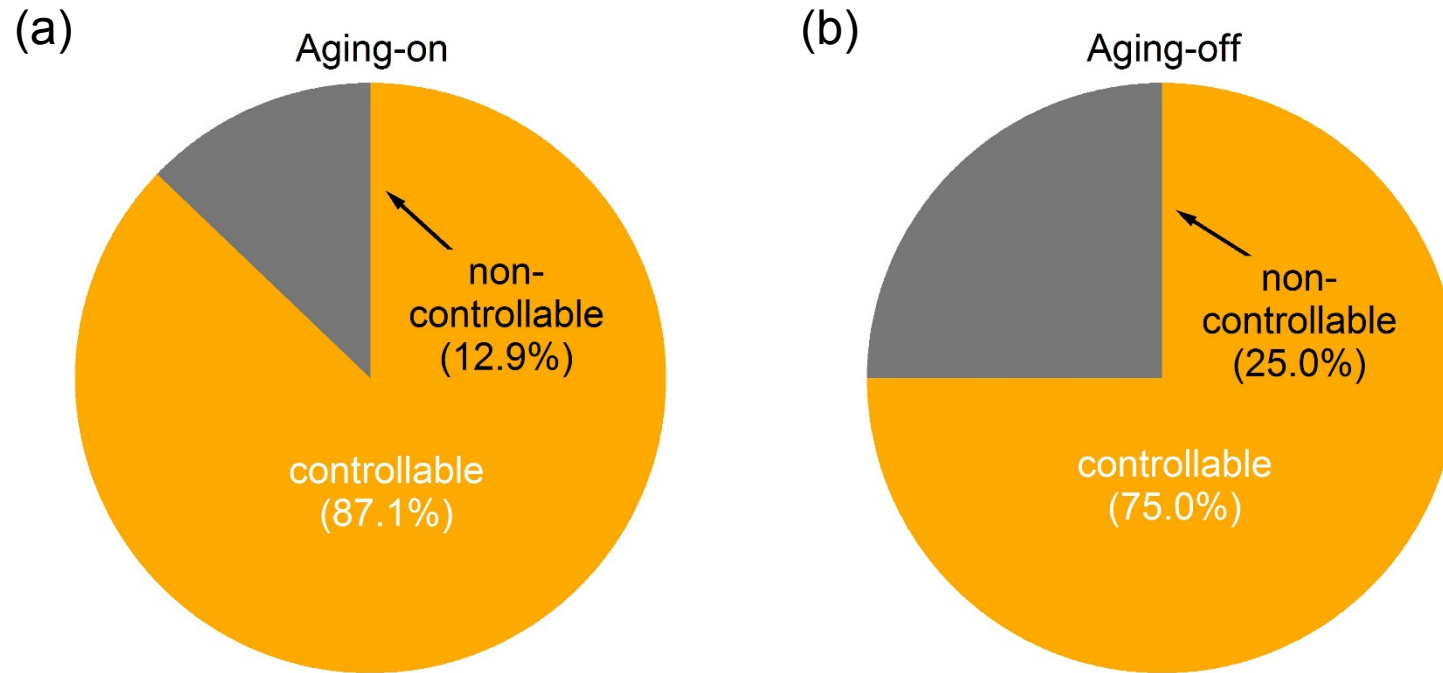 (a)
Aging-on
non-
controllable
(12.9%)
controllable
(87.1%)
(b)
Aging-off
non-
controllable
(25.0%)
controllable
(75.0%)